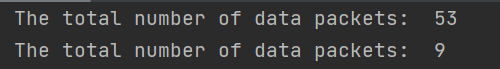 The total number of data packets:  53
The total number of data packets:  9